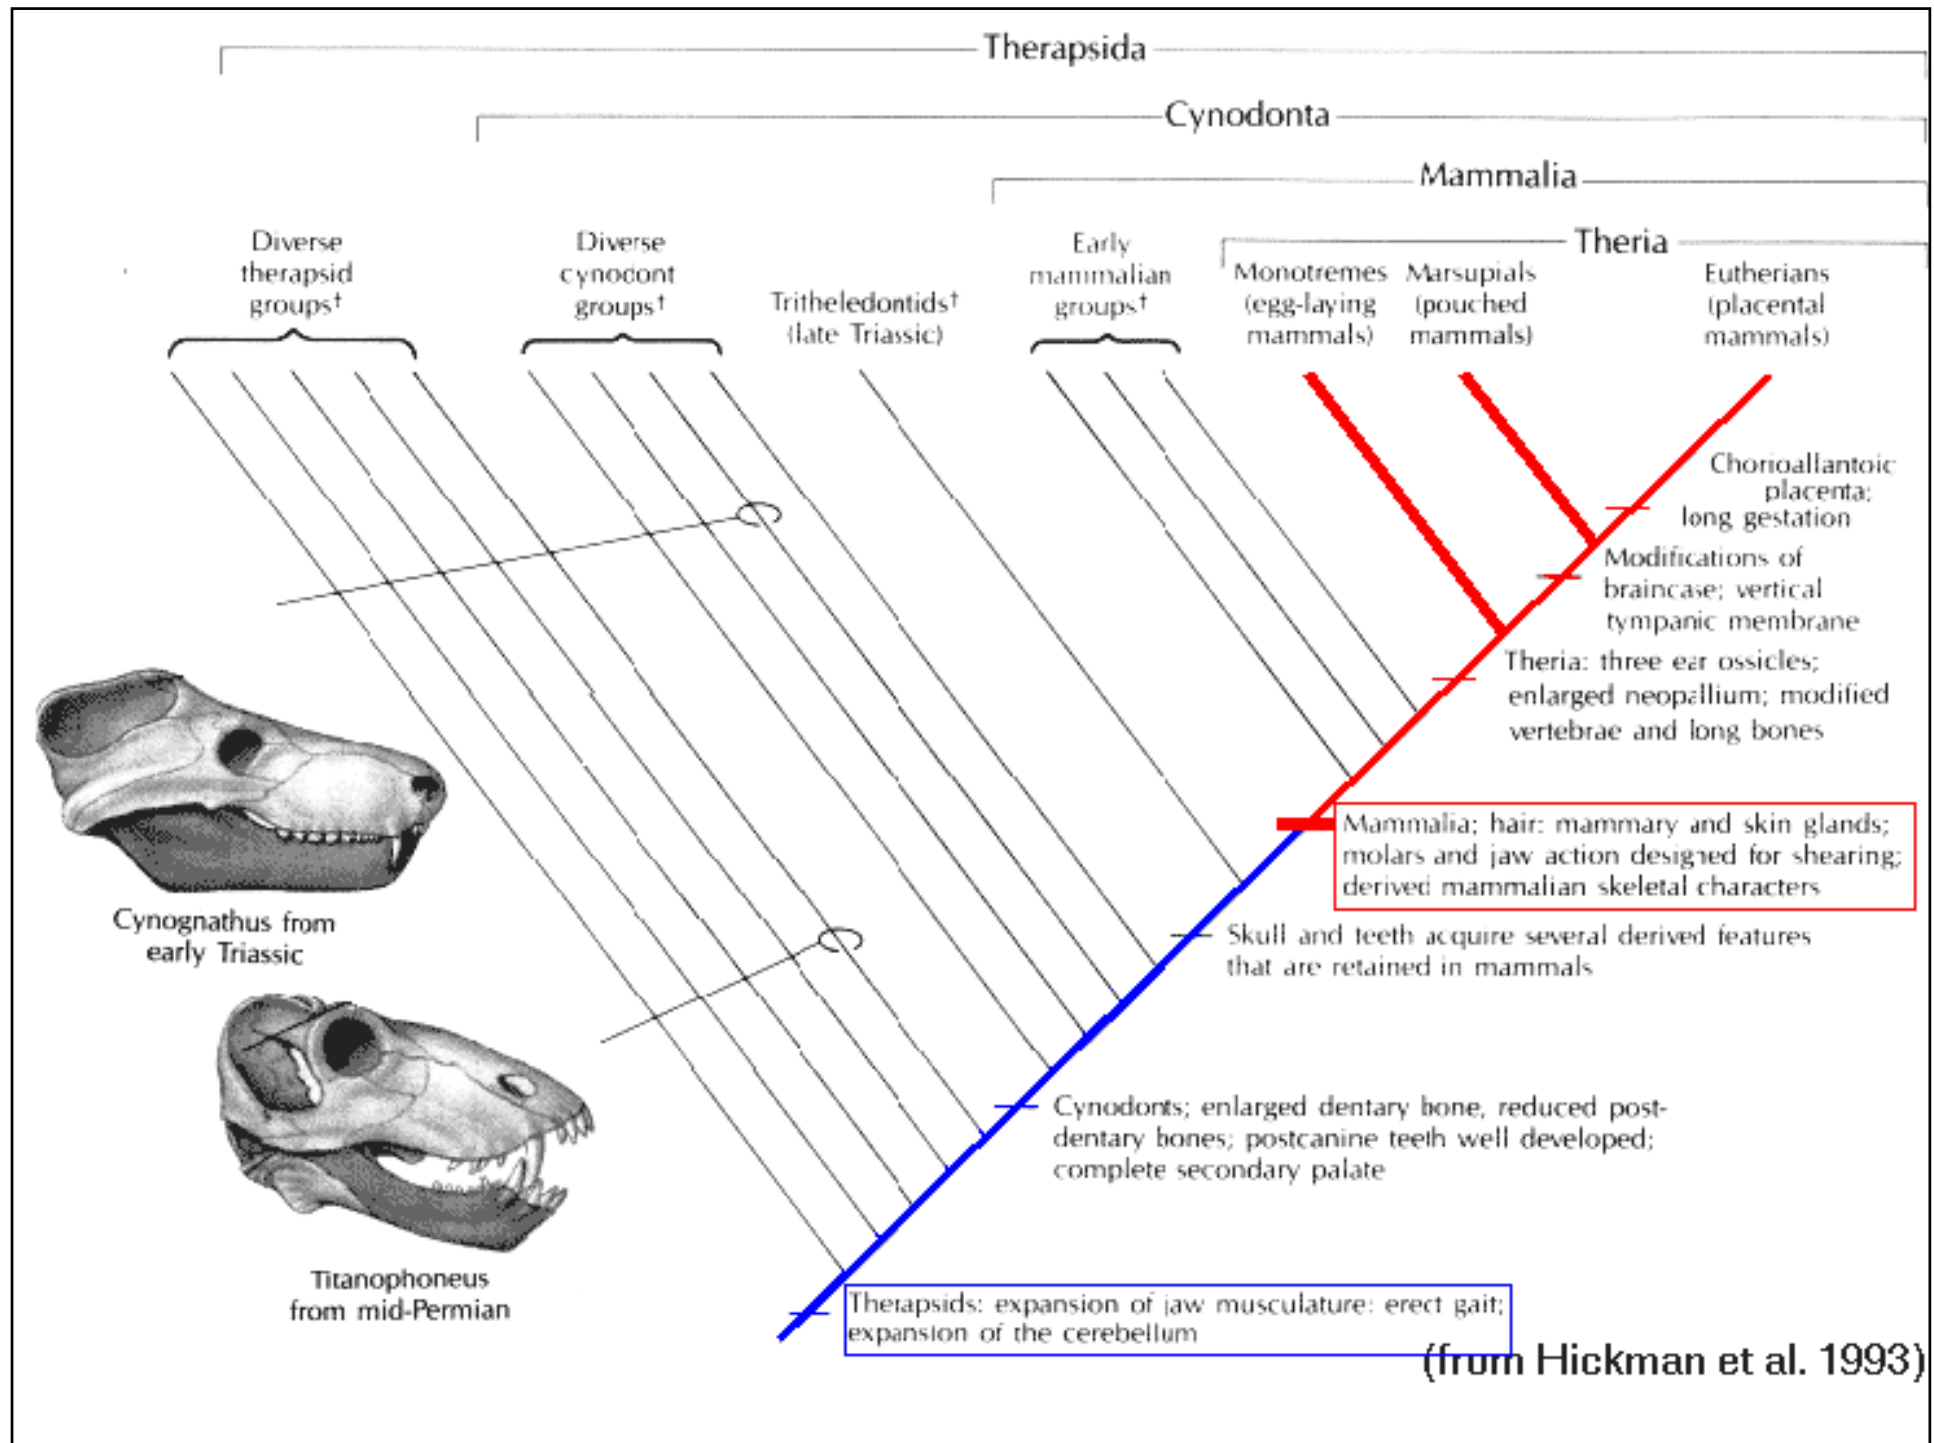 Therapsida
Cynodonta
Mammalia
Theria
Diverse
therapsid
groups†
Diverse
cynodont
groups†
Tritheledontids†
(late Triassic)
Early
mammalian
groups†
Monotremes
(egg-laying
mammals)
Marsupials
(pouched
mammals)
Eutherians
(placental
mammals)
Chorioallantoic
placenta;
long gestation
Modifications of
braincase; vertical
tympanic membrane
Theria: three ear ossicles;
enlarged neopallium; modified
vertebrae and long bones
Mammalia; hair: mammary and skin glands;
molars and jaw action designed for shearing;
derived mammalian skeletal characters
Skull and teeth acquire several derived features
that are retained in mammals
Cynodonts; enlarged dentary bone, reduced post-
dentary bones; postcanine teeth well developed;
complete secondary palate
Therapsids: expansion of jaw musculature: erect gait;
expansion of the cerebellum
Cynognathus from
early Triassic
Titanophoneus
from mid-Permian
(from Hickman et al. 1993)